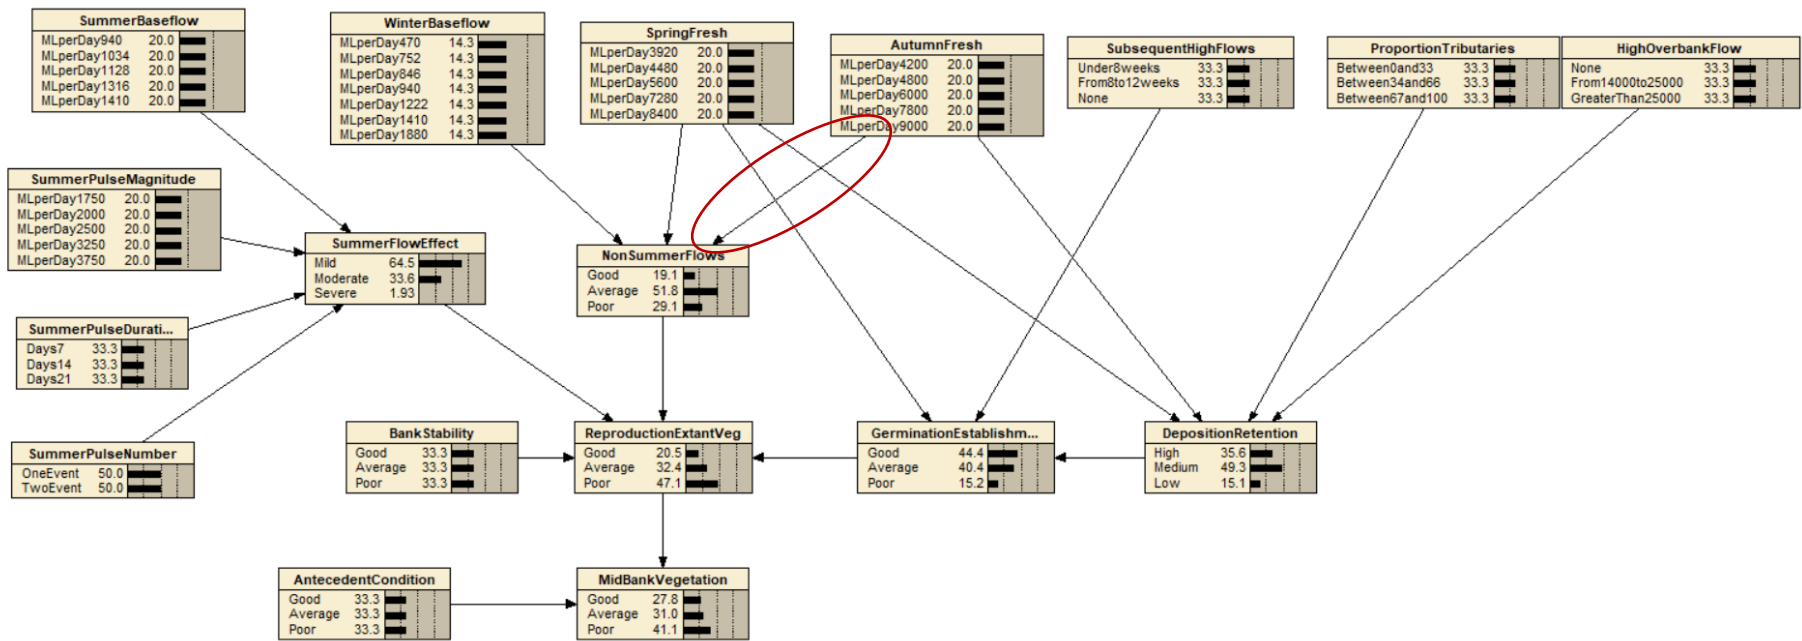 SummerBaseflow
MLperDay940 20.0
MLperDay1034 20.0
MLperDay1128 20.0
MLperDay1316 20.0
MLperDay1410 20.0
WinterBaseflow
MLperDay470 14.3
MLperDay752 14.3
MLperDay846 14.3
MLperDay940 14.3
MLperDay1222 14.3
MLperDay1410 14.3
MLperDay1880 14.3
SpringFresh
MLperDay3920 20.0
MLperDay4480 20.0
MLperDay5600 20.0
MLperDay7280 20.0
MLperDay8400 20.0
AutumnFresh
MLperDay4200 20.0
MLperDay4800 20.0
MLperDay6000 20.0
MLperDay7800 20.0
MLperDay9000 20.0
SubsequentHighFlows
Under8weeks 33.3
From8to12weeks 33.3
None 33.3
ProportionTributaries
Between0and33 33.3
Between34and66 33.3
Between67and100 33.3
HighOverbankFlow
None 33.3
From14000to25000 33.3
GreaterThan25000 33.3
SummerPulseMagnitude
MLperDay1750 20.0
MLperDay2000 20.0
MLperDay2500 20.0
MLperDay3250 20.0
MLperDay3750 20.0
SummerFlowEffect
Mild 64.5
Moderate 33.6
Severe 1.93
NonSummerFlows
Good 19.1
Average 51.8
Poor 29.1
SummerPulseDurati...
Days7 33.3
Days14 33.3
Days21 33.3
SummerPulseNumber
OneEvent 50.0
TwoEvent 50.0
BankStability
Good 33.3
Average 33.3
Poor 33.3
ReproductionExtantVeg
Good 20.5
Average 32.4
Poor 47.1
GerminationEstablishm...
Good 44.4
Average 40.4
Poor 15.2
DepositionRetention
High 35.6
Medium 49.3
Low 15.1
AntecedentCondition
Good 33.3
Average 33.3
Poor 33.3
MidBankVegetation
Good 27.8
Average 31.0
Poor 41.1